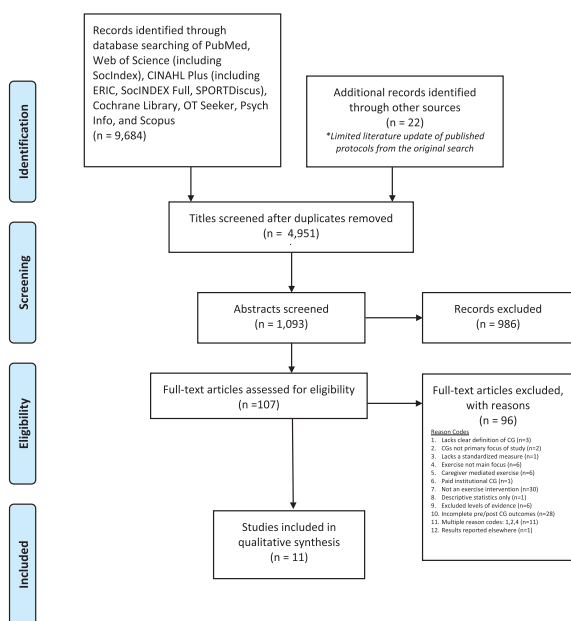 Records identified through
database searching of PubMed,
Web of Science (including
SocIndex), CINAHL Plus (including
ERIC, SocINDEX Full, SPORTDiscus),
Cochrane Library, OT Seeker, Psych
Info, and Scopus
(n = 9,684)
Additional records identified
through other sources
(n = 22)
*Limited literature update of published
protocols from the original search
Identification
Titles screened after duplicates removed
(n = 4,951)
Screening
Abstracts screened
(n = 1,093)
Records excluded
(n = 986)
Eligibility
Full-text articles assessed for eligibility
(n =107)
Full-text articles excluded,
with reasons
(n = 96)
Reason Codes
1. Lacks clear definition of CG (n=3)
2. CGs not primary focus of study (n=2)
3. Lacks a standardized measure (n=1)
4. Exercise not main focus (n=6)
5. Caregiver mediated exercise (n=6)
6. Paid institutional CG (n=1)
7. Not an exercise intervention (n=30)
8. Descriptive statistics only (n=1)
9. Excluded levels of evidence (n=6)
10. Incomplete pre/post CG outcomes (n=28)
11. Multiple reason codes: 1,2,4 (n=11)
12. Results reported elsewhere (n=1)
Included
Studies included in
qualitative synthesis
(n = 11)